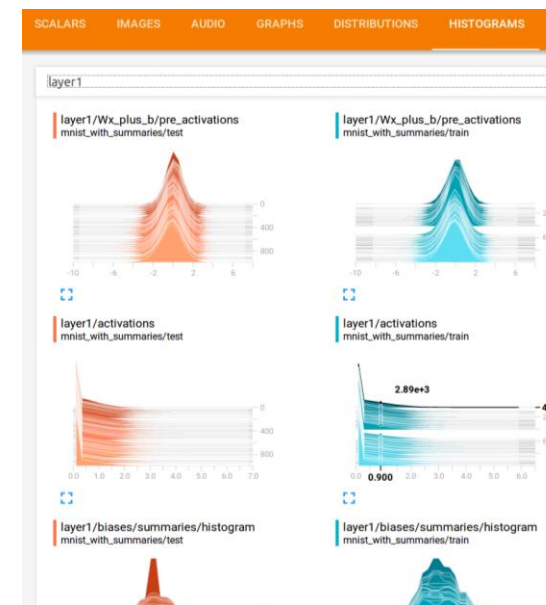 SCALARS IMAGES AUDIO GRAPHS DISTRIBUTIONS HISTOGRAMS
layer1
layer1/Wx_plus_b/pre_activations
mnist_with_summaries/test
0
400
800
-10 -6 -2 2 6
layer1/Wx_plus_b/pre_activations
mnist_with_summaries/train
-10 -6 -2 2 6
layer1/activations
mnist_with_summaries/test
0
400
800
0.0 1.0 2.0 3.0 4.0 5.0 6.0 7.0
layer1/activations
mnist_with_summaries/train
2.89e+3
0.0 0.900 2.0 3.0 4.0 5.0 6.0
layer1/biases/summaries/histogram
mnist_with_summaries/test
layer1/biases/summaries/histogram
mnist_with_summaries/train